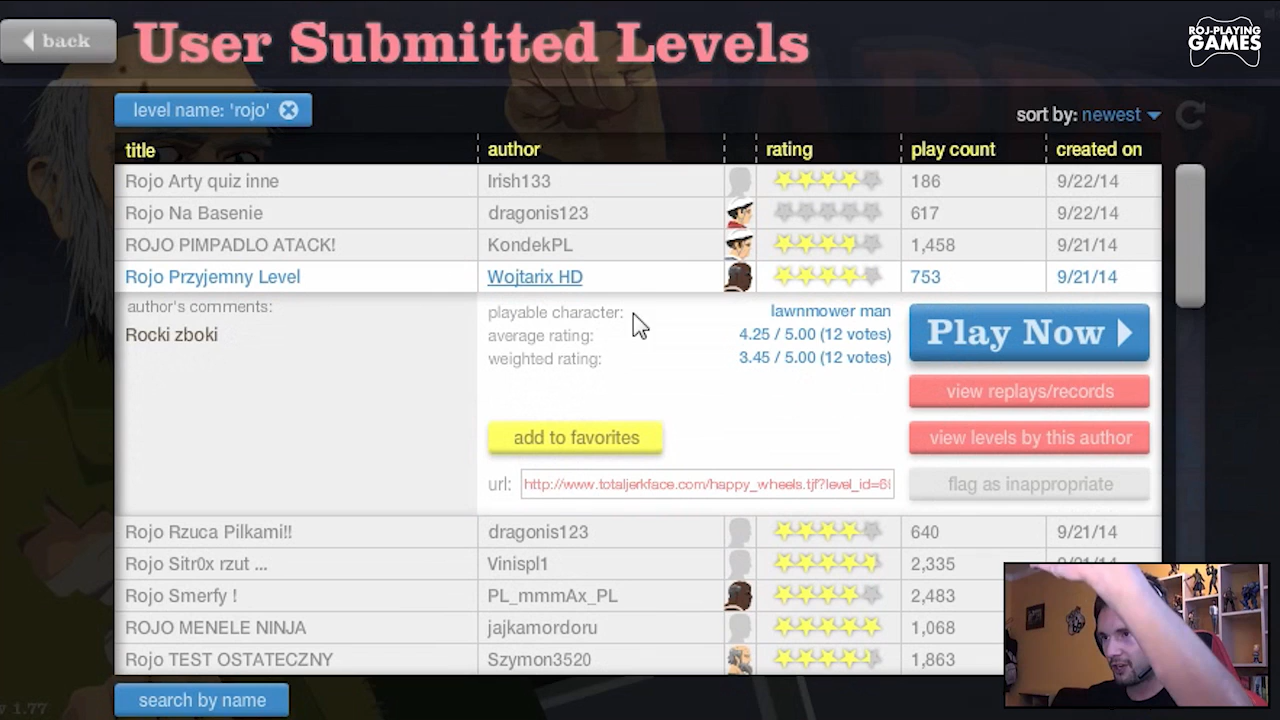 back
User Submitted Levels
ROJ-PLAYING
GAMES
level name: 'rojo'
sort by: newest
title author rating play count created on
Rojo Arty quiz inne Irish133 186 9/22/14
Rojo Na Basenie dragonis123 617 9/22/14
ROJO PIMPADLO ATACK! KondekPL 1,458 9/21/14
Rojo Przyjemny Level Wojtarix HD 753 9/21/14
author's comments:
Rocki zboki
playable character: lawnmower man
average rating: 4.25 / 5.00 (12 votes)
weighted rating: 3.45 / 5.00 (12 votes)
Play Now
view replays/records
add to favorites
view levels by this author
url: http://www.totaljerkface.com/happy_wheels.tjf?level_id=6
flag as inappropriate
Rojo Rzuca Pilkami!! dragonis123 640 9/21/14
Rojo Sitr0x rzut ... Vinispl1 2,335 9/21/14
Rojo Smerfy ! PL_mmmAx_PL 2,483
ROJO MENELE NINJA jajkamordoru 1,068
Rojo TEST OSTATECZNY Szymon3520 1,863
search by name
v 1.77